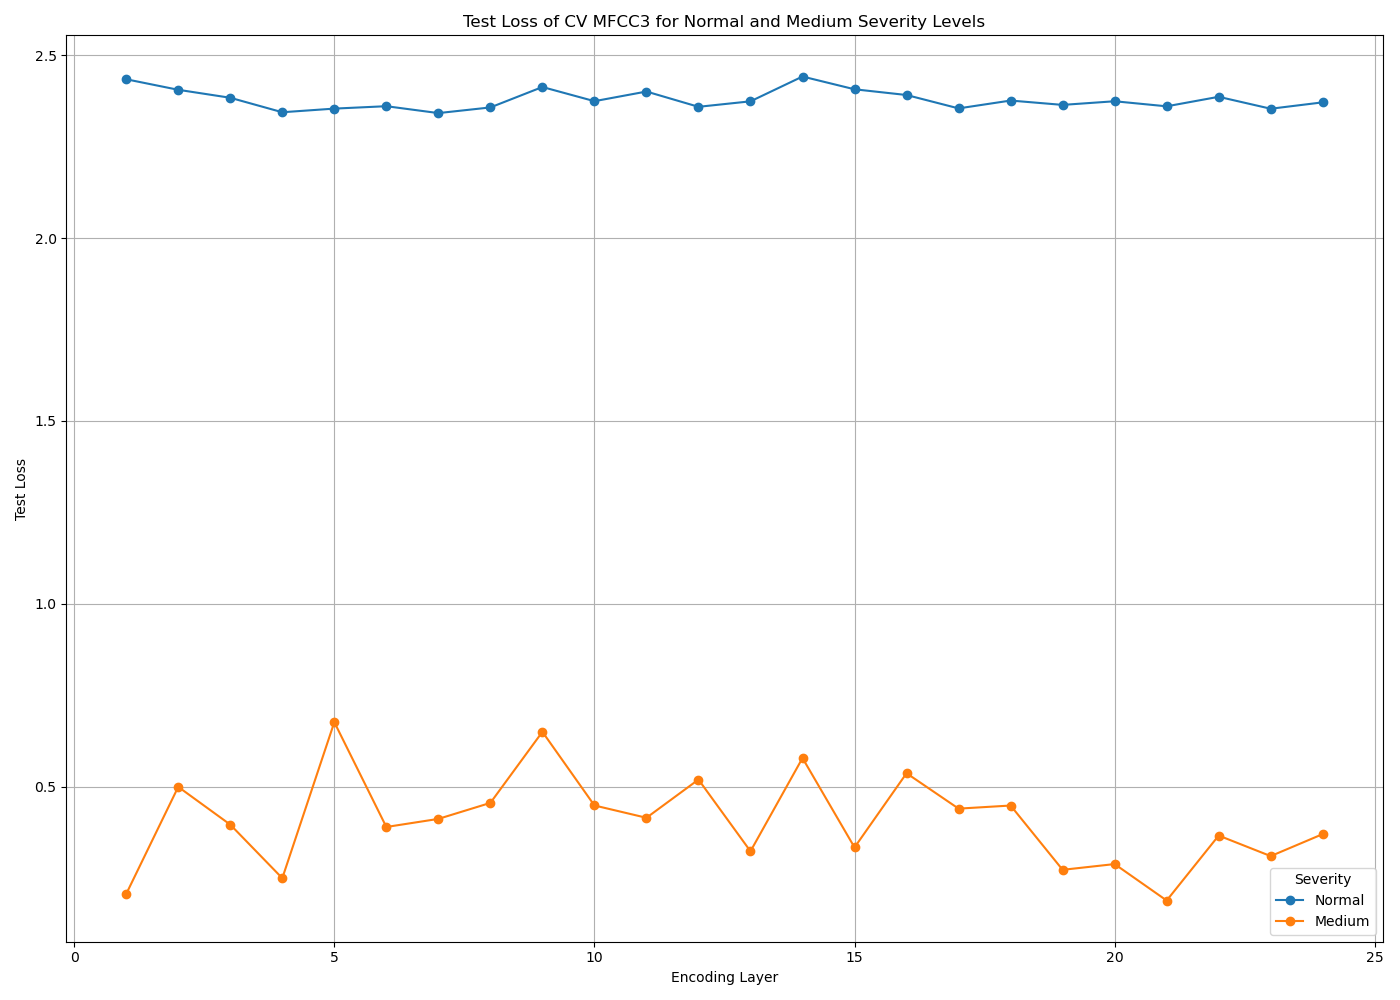 Test Loss of CV MFCC3 for Normal and Medium Severity Levels
2.5
2.0
1.5
1.0
0.5
Test Loss
0 5 10 15 20 25
Encoding Layer
Severity
Normal
Medium